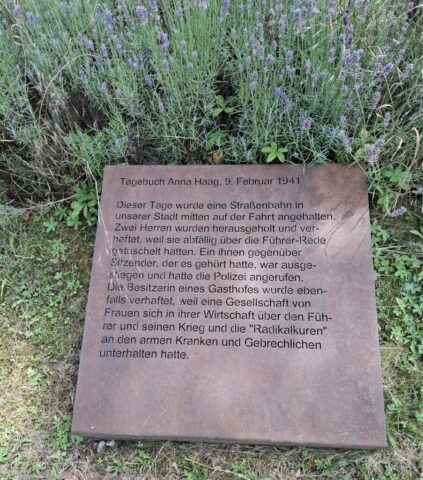 Tagebuch Anna Haag, 9. Februar 1941
Dieser Tage wurde eine Straßenbahn in
unserer Stadt mitten auf der Fahrt angehalten.
Zwei Herren wurden herausgeholt und ver-
haftet, weil sie abfällig über die Führer-Rede
getuschelt hatten. Ein ihnen gegenüber
Sitzender, der es gehört hatte, war ausge-
stiegen und hatte die Polizei angerufen.
Die Besitzerin eines Gasthofes wurde eben-
falls verhaftet, weil eine Gesellschaft von
Frauen sich in ihrer Wirtschaft über den Füh-
rer und seinen Krieg und die "Radikalkuren"
an den armen Kranken und Gebrechlichen
unterhalten hatte.